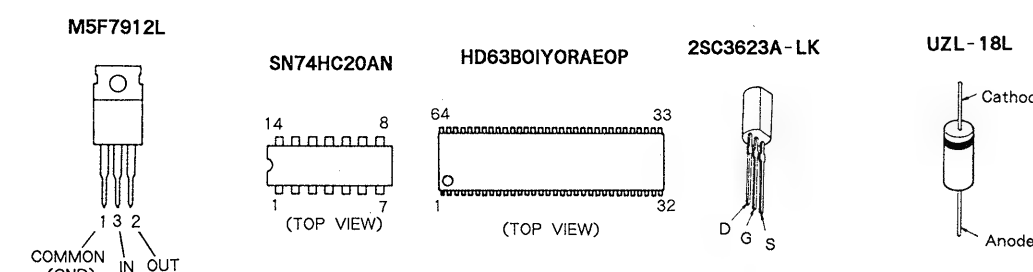 M5F7912L
1 3 2
COMMON
(GND)
IN
OUT
SN74HC20AN
14 8
1 7
(TOP VIEW)
HD63BOIYORAEOP
64 33
1 32
(TOP VIEW)
2SC3623A-LK
D
G
S
UZL-18L
Cathod
Anode